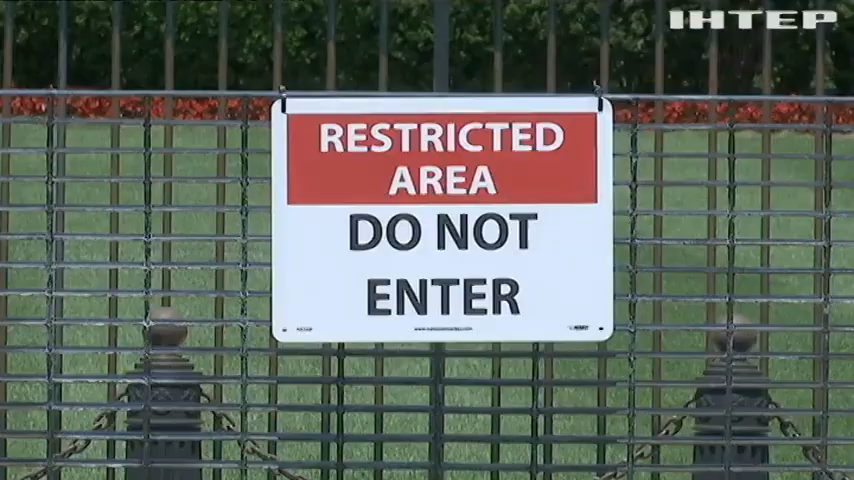 ІНТЕР
RESTRICTED
AREA
DO NOT
ENTER